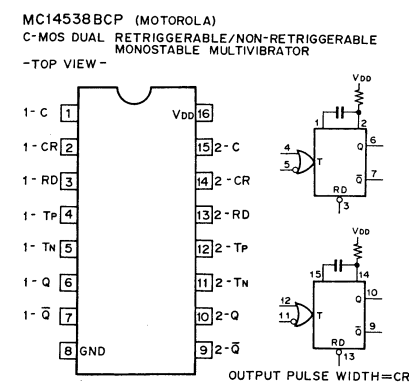 MC14538BCP (MOTOROLA)
C-MOS DUAL RETRIGGERABLE/NON-RETRIGGERABLE
MONOSTABLE MULTIVIBRATOR
-TOP VIEW-
1-C 1
VDD 16
1-CR 2
15 2-C
1-RD 3
14 2-CR
1-TP 4
13 2-RD
1-TN 5
12 2-TP
1-Q 6
11 2-TN
1-Q̅ 7
10 2-Q
8 GND
9 2-Q̅
VDD
1 2
4 Q 6
5 T
Q̅ 7
RD
3
VDD
15 14
12 Q 10
11 T
Q̅ 9
RD
13
OUTPUT PULSE WIDTH=CR